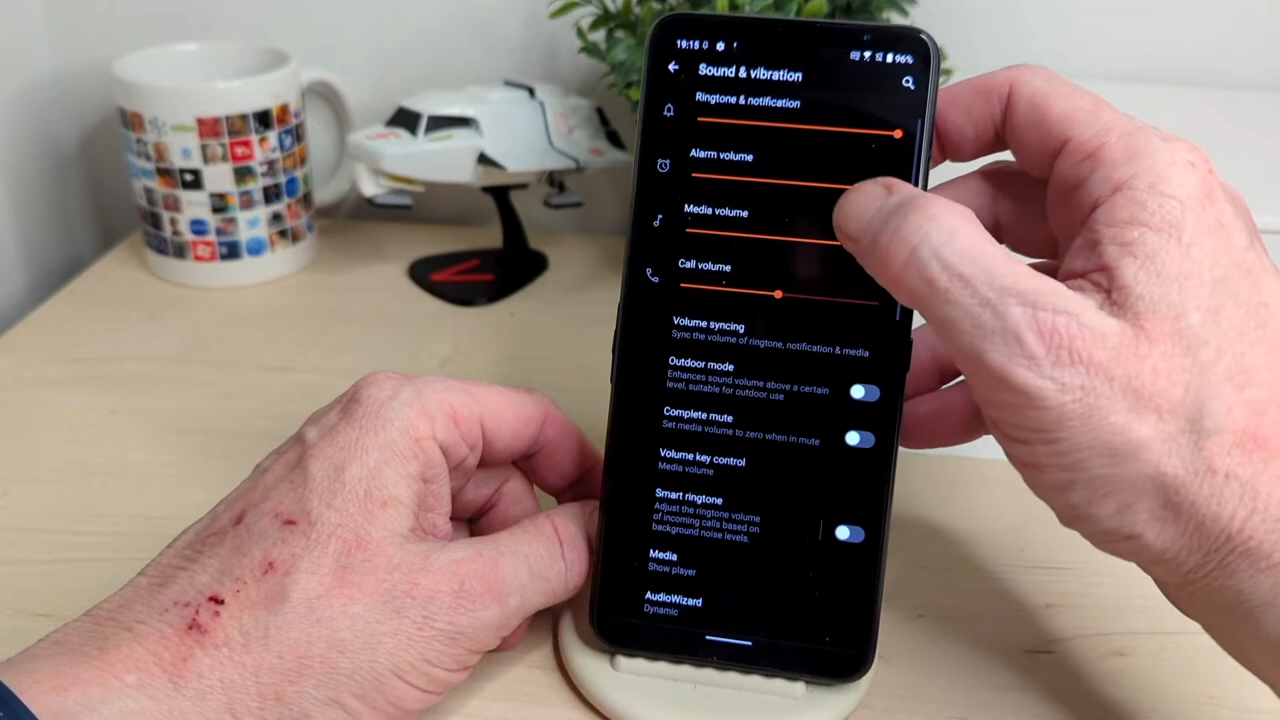 19:15
96%
Sound & vibration
Ringtone & notification
Alarm volume
Media volume
Call volume
Volume syncing
Sync the volume of ringtone, notification & media
Outdoor mode
Enhances sound volume above a certain
level, suitable for outdoor use
Complete mute
Set media volume to zero when in mute
Volume key control
Media volume
Smart ringtone
Adjust the ringtone volume
of incoming calls based on
background noise levels.
Media
Show player
AudioWizard
Dynamic